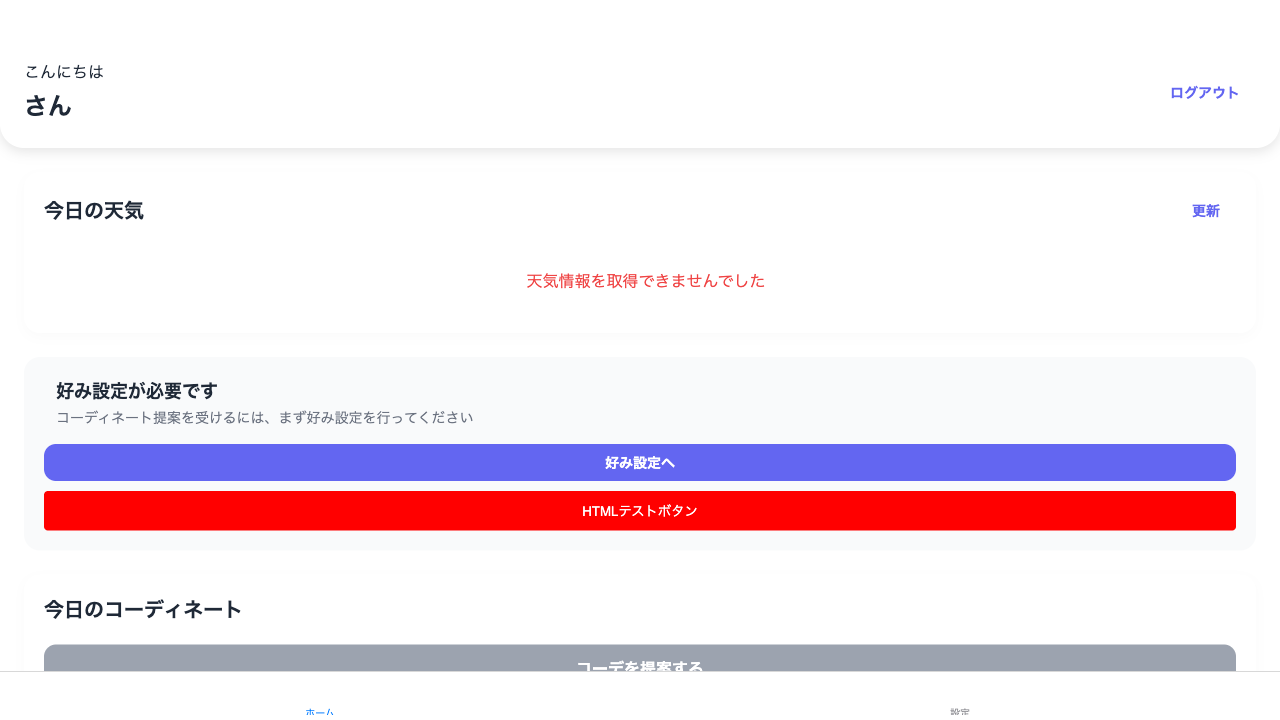 こんにちは
さん
ログアウト
今日の天気
更新
天気情報を取得できませんでした
好み設定が必要です
コーディネート提案を受けるには、まず好み設定を行ってください
好み設定へ
HTMLテストボタン
今日のコーディネート
コーデを提案する
ホーム
設定